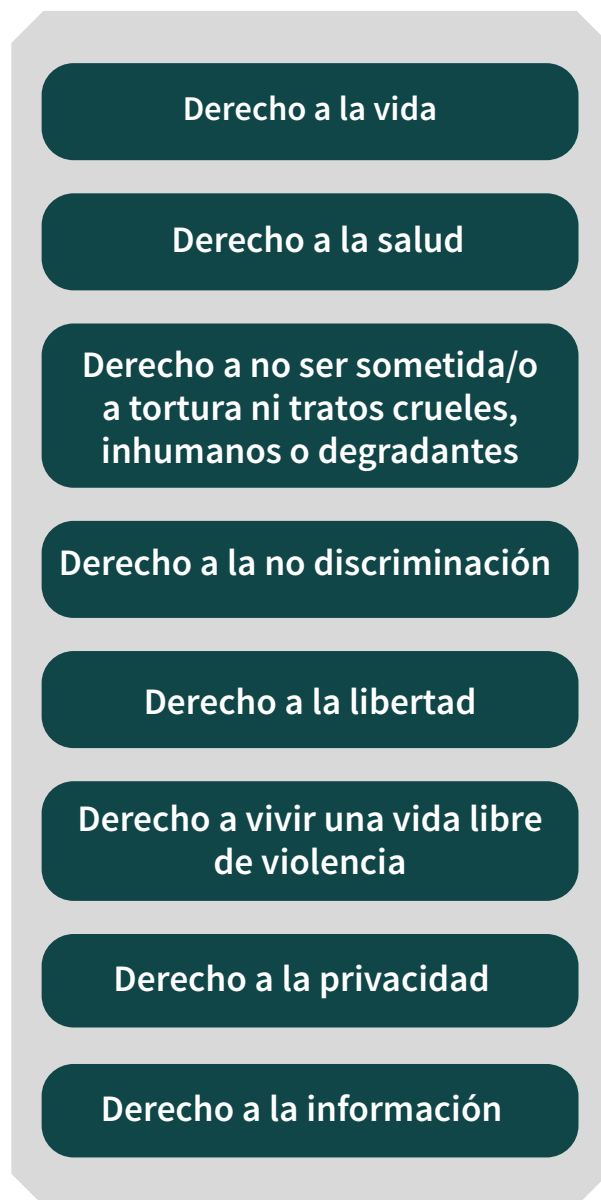 Derecho a la vida
Derecho a la salud
Derecho a no ser sometida/o
a tortura ni tratos crueles,
inhumanos o degradantes
Derecho a la no discriminación
Derecho a la libertad
Derecho a vivir una vida libre
de violencia
Derecho a la privacidad
Derecho a la información